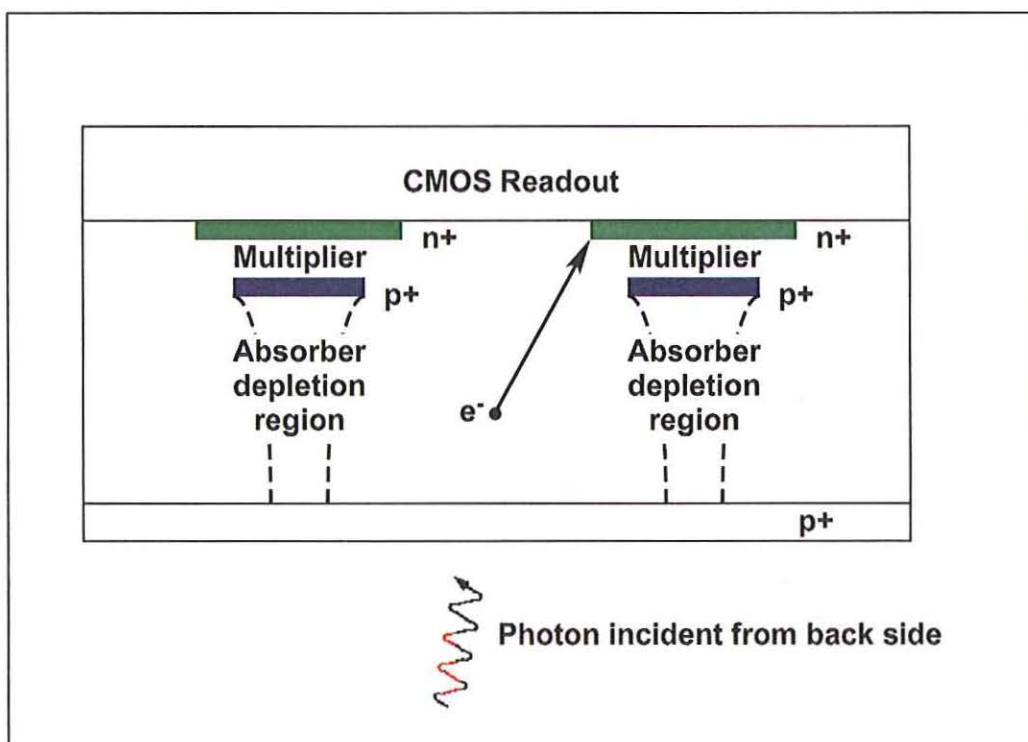 CMOS Readout
n+
n+
Multiplier
Multiplier
p+
p+
Absorber
depletion
region
Absorber
depletion
region
e-
p+
Photon incident from back side